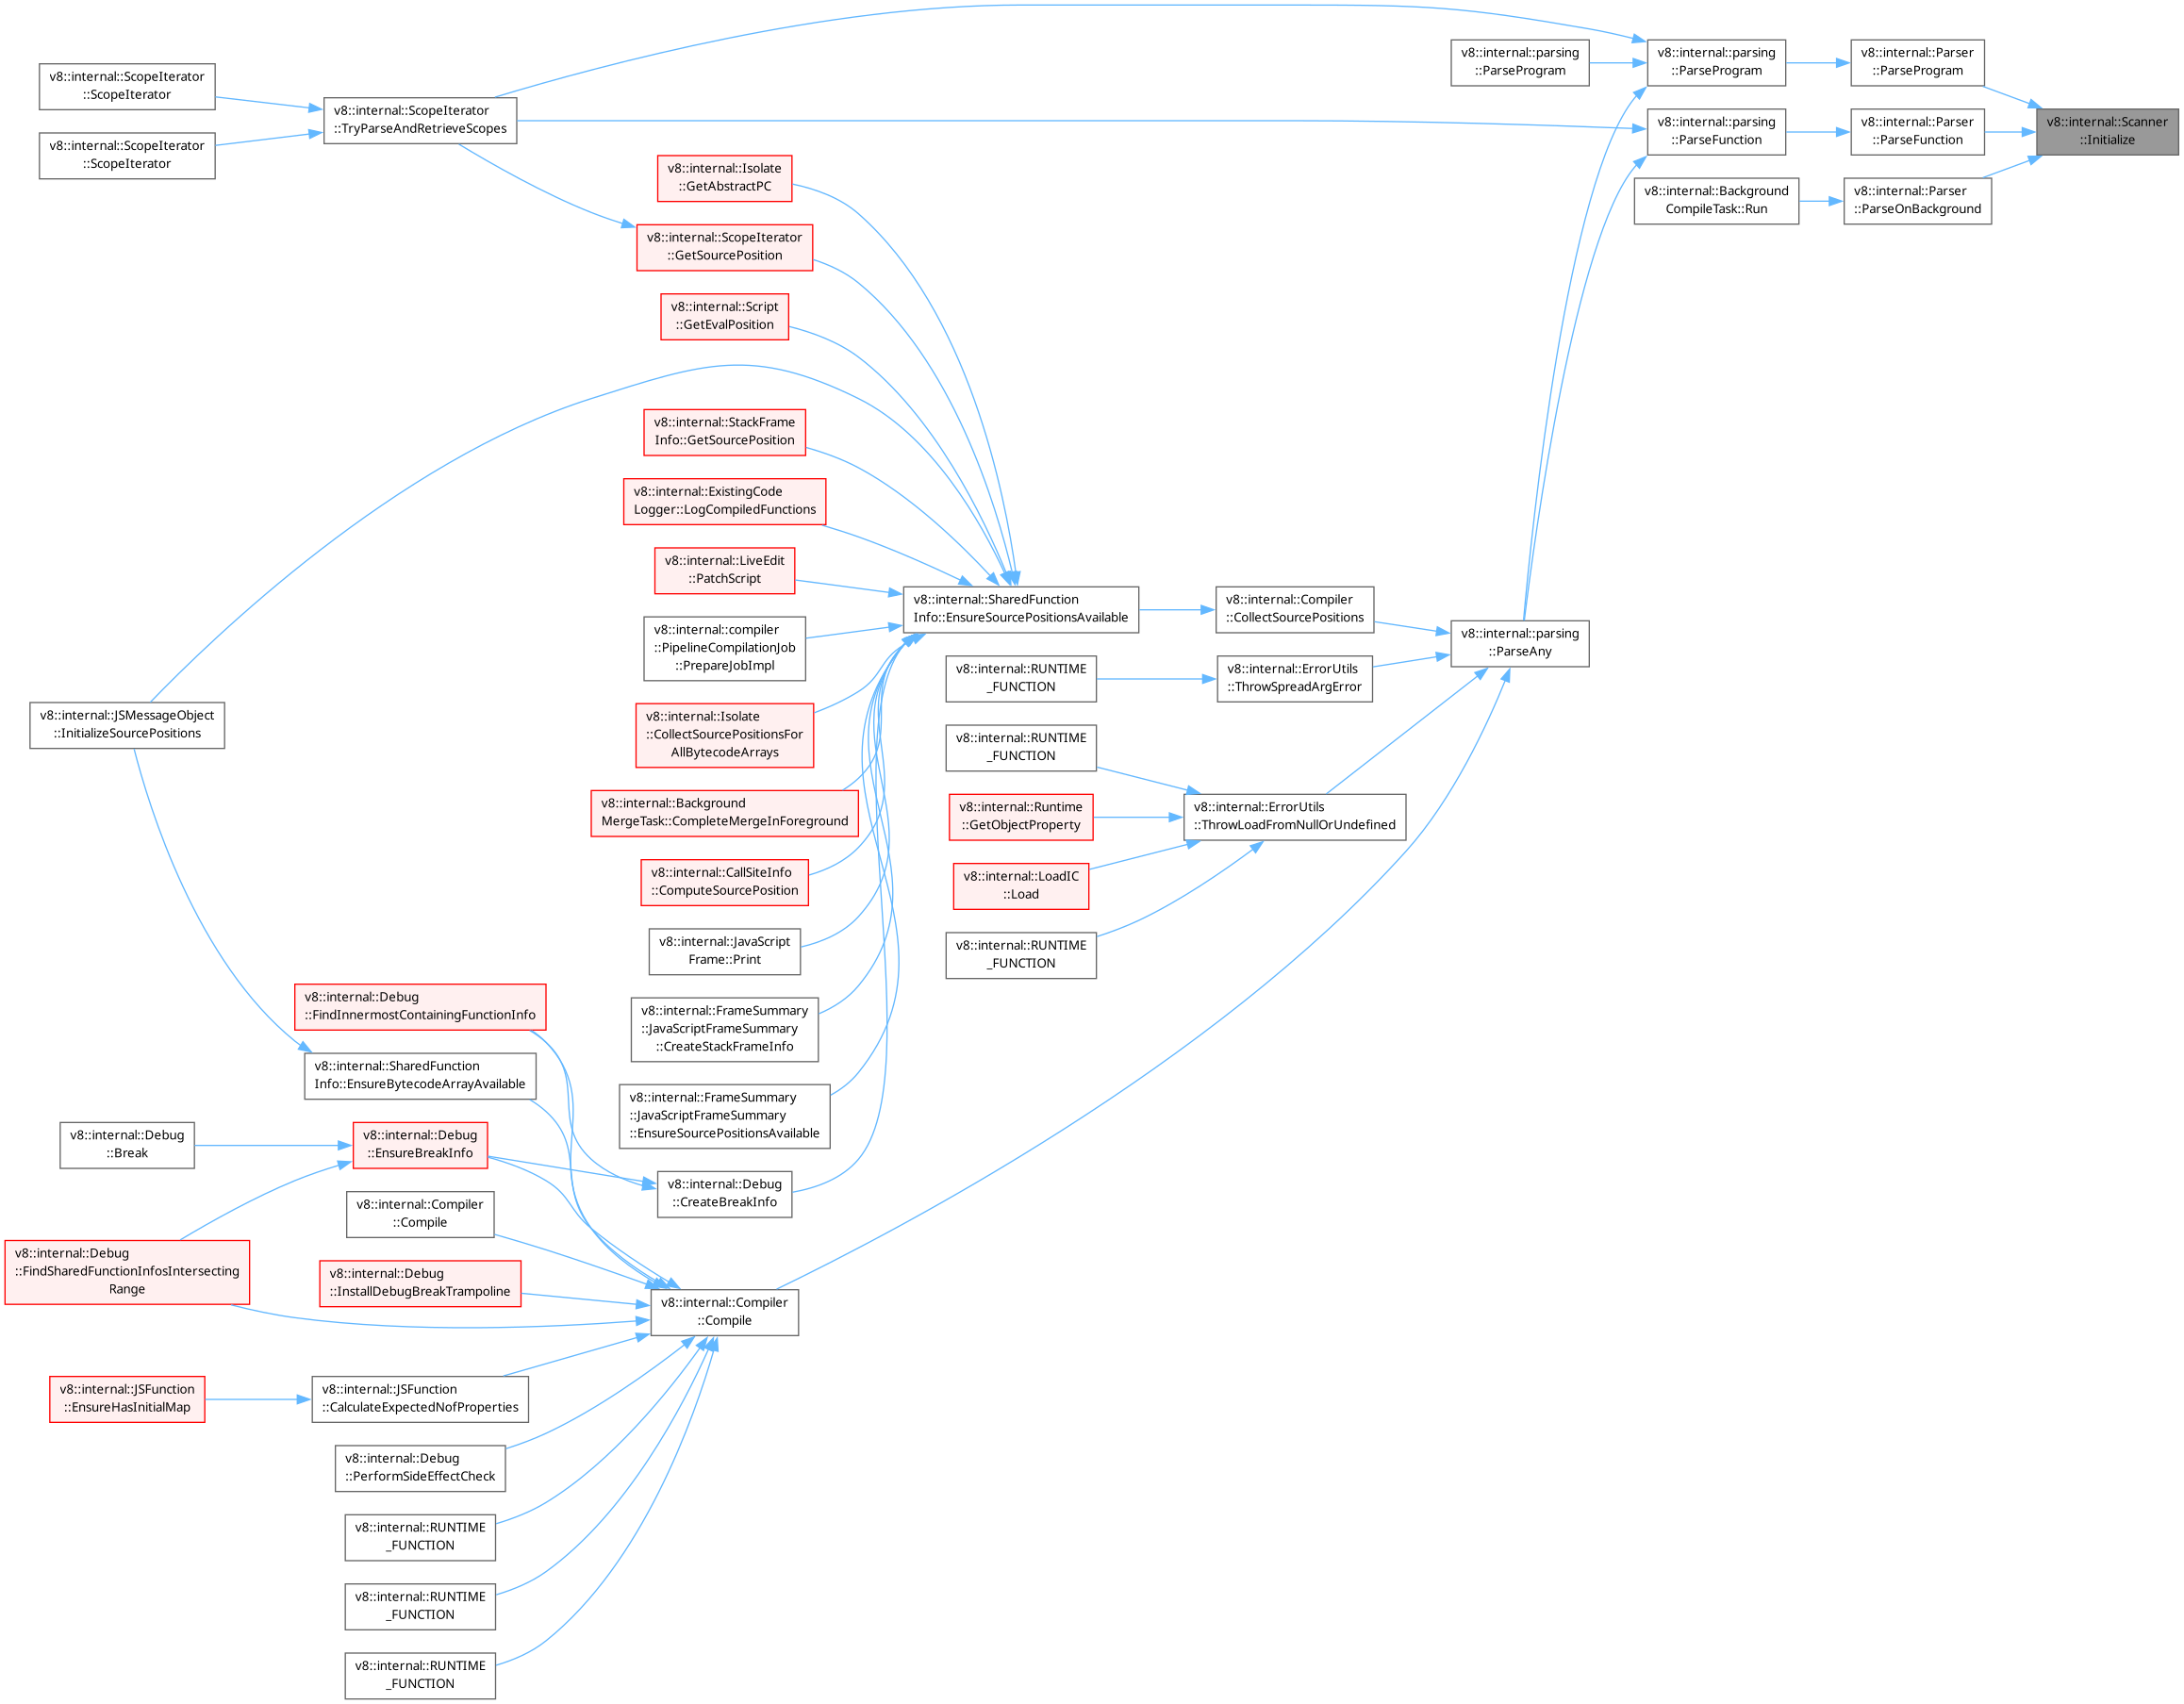 v8::internal::Scanner
::Initialize
v8::internal::Parser
::ParseProgram
v8::internal::parsing
::ParseProgram
v8::internal::parsing
::ParseProgram
v8::internal::ScopeIterator
::TryParseAndRetrieveScopes
v8::internal::ScopeIterator
::ScopeIterator
v8::internal::ScopeIterator
::ScopeIterator
v8::internal::Parser
::ParseFunction
v8::internal::parsing
::ParseFunction
v8::internal::Parser
::ParseOnBackground
v8::internal::Background
CompileTask::Run
v8::internal::parsing
::ParseAny
v8::internal::Compiler
::CollectSourcePositions
v8::internal::SharedFunction
Info::EnsureSourcePositionsAvailable
v8::internal::Isolate
::GetAbstractPC
v8::internal::ScopeIterator
::GetSourcePosition
v8::internal::Script
::GetEvalPosition
v8::internal::StackFrame
Info::GetSourcePosition
v8::internal::ExistingCode
Logger::LogCompiledFunctions
v8::internal::LiveEdit
::PatchScript
v8::internal::compiler
::PipelineCompilationJob
::PrepareJobImpl
v8::internal::Isolate
::CollectSourcePositionsFor
AllBytecodeArrays
v8::internal::Background
MergeTask::CompleteMergeInForeground
v8::internal::CallSiteInfo
::ComputeSourcePosition
v8::internal::JavaScript
Frame::Print
v8::internal::FrameSummary
::JavaScriptFrameSummary
::CreateStackFrameInfo
v8::internal::FrameSummary
::JavaScriptFrameSummary
::EnsureSourcePositionsAvailable
v8::internal::Debug
::CreateBreakInfo
v8::internal::ErrorUtils
::ThrowSpreadArgError
v8::internal::RUNTIME
_FUNCTION
v8::internal::ErrorUtils
::ThrowLoadFromNullOrUndefined
v8::internal::RUNTIME
_FUNCTION
v8::internal::Runtime
::GetObjectProperty
v8::internal::LoadIC
::Load
v8::internal::RUNTIME
_FUNCTION
v8::internal::JSMessageObject
::InitializeSourcePositions
v8::internal::Debug
::FindInnermostContainingFunctionInfo
v8::internal::SharedFunction
Info::EnsureBytecodeArrayAvailable
v8::internal::Debug
::EnsureBreakInfo
v8::internal::Debug
::Break
v8::internal::Debug
::FindSharedFunctionInfosIntersecting
Range
v8::internal::Compiler
::Compile
v8::internal::Compiler
::Compile
v8::internal::Debug
::InstallDebugBreakTrampoline
v8::internal::JSFunction
::CalculateExpectedNofProperties
v8::internal::JSFunction
::EnsureHasInitialMap
v8::internal::Debug
::PerformSideEffectCheck
v8::internal::RUNTIME
_FUNCTION
v8::internal::RUNTIME
_FUNCTION
v8::internal::RUNTIME
_FUNCTION